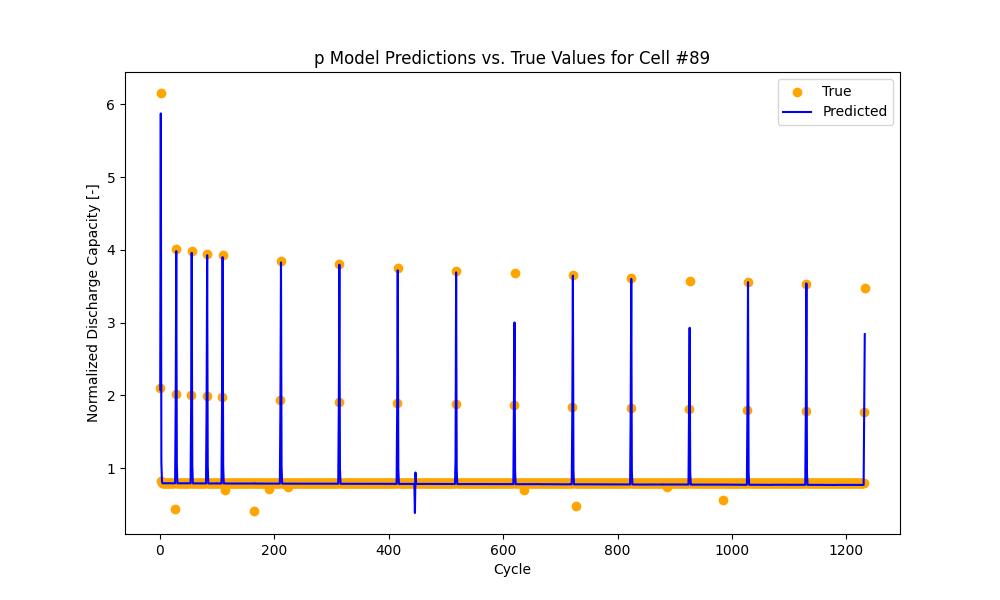 p Model Predictions vs. True Values for Cell #89
True
Predicted
Normalized Discharge Capacity [-]
6
5
4
3
2
1
0 200 400 600 800 1000 1200
Cycle